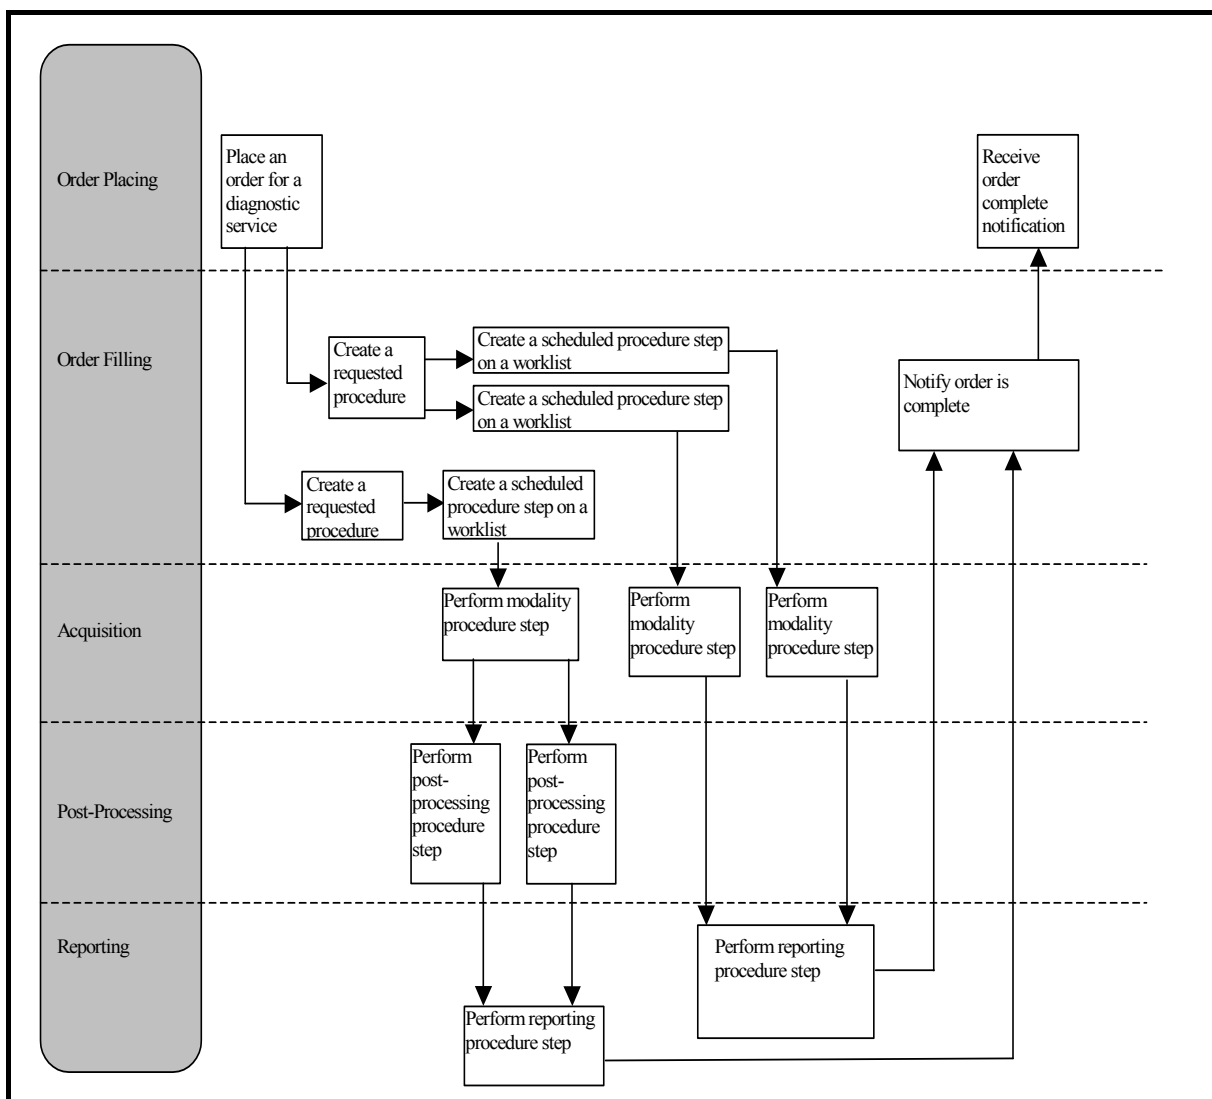 Order Placing
Place an
order for a
diagnostic
service
Receive
order
complete
notification
Order Filling
Create a
requested
procedure
Create a scheduled procedure step
on a worklist
Create a scheduled procedure step
on a worklist
Notify order is
complete
Create a
requested
procedure
Create a scheduled
procedure step on a
worklist
Acquisition
Perform modality
procedure step
Perform
modality
procedure step
Perform
modality
procedure step
Post-Processing
Perform
post-
processing
procedure
step
Perform
post-
processing
procedure
step
Reporting
Perform reporting
procedure step
Perform reporting
procedure step